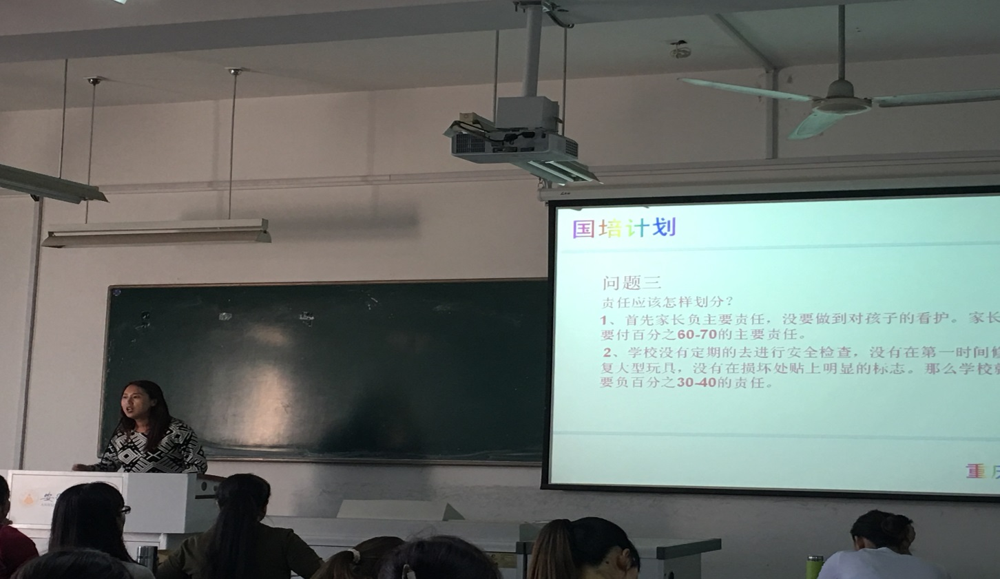 国培计划
问题三
责任应该怎样划分？
1、首先家长负主要责任，没要做到对孩子的看护。家长
要付百分之60-70的主要责任。
2、学校没有定期的去进行安全检查，没有在第一时间修
复大型玩具，没有在损坏处贴上明显的标志。那么学校就
要负百分之30-40的责任。
重庆